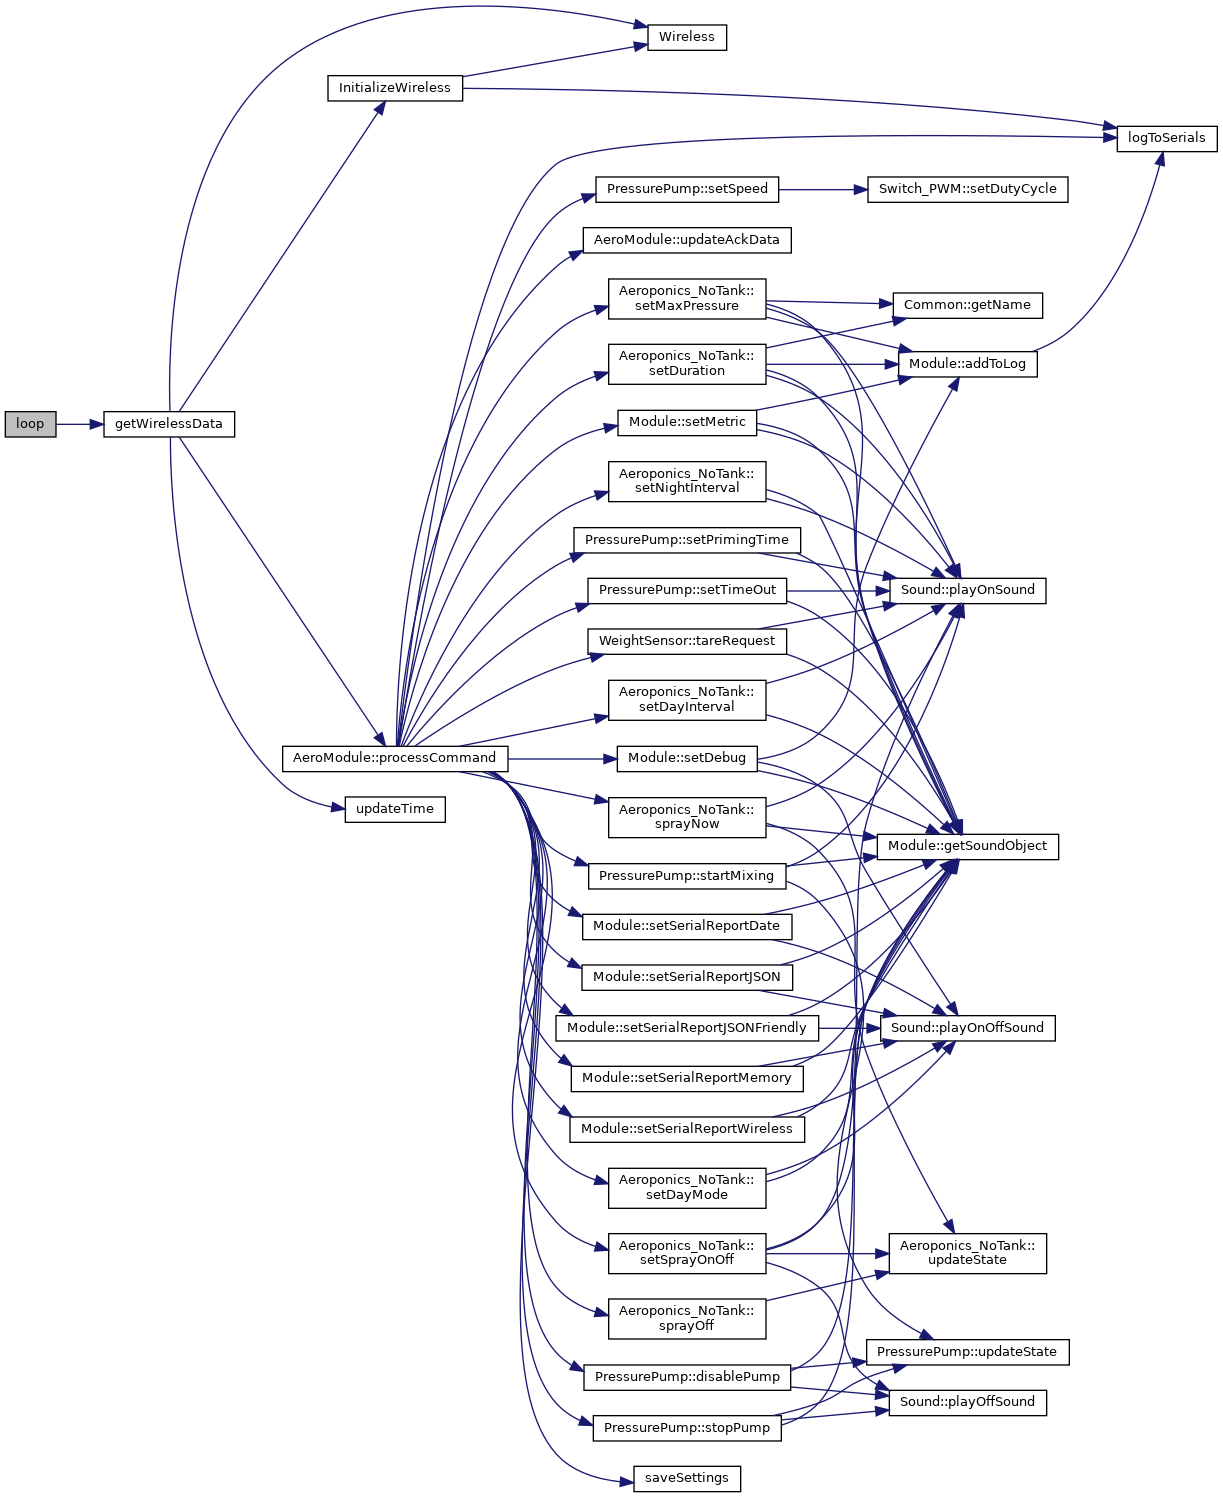 Wireless
InitializeWireless
logToSerials
PressurePump::setSpeed
Switch_PWM::setDutyCycle
AeroModule::updateAckData
Aeroponics_NoTank::
setMaxPressure
Common::getName
Aeroponics_NoTank::
setDuration
Module::addToLog
loop
getWirelessData
Module::setMetric
Aeroponics_NoTank::
setNightInterval
PressurePump::setPrimingTime
PressurePump::setTimeOut
Sound::playOnSound
WeightSensor::tareRequest
Aeroponics_NoTank::
setDayInterval
AeroModule::processCommand
Module::setDebug
updateTime
Aeroponics_NoTank::
sprayNow
Module::getSoundObject
PressurePump::startMixing
Module::setSerialReportDate
Module::setSerialReportJSON
Module::setSerialReportJSONFriendly
Sound::playOnOffSound
Module::setSerialReportMemory
Module::setSerialReportWireless
Aeroponics_NoTank::
setDayMode
Aeroponics_NoTank::
setSprayOnOff
Aeroponics_NoTank::
updateState
Aeroponics_NoTank::
sprayOff
PressurePump::updateState
PressurePump::disablePump
Sound::playOffSound
PressurePump::stopPump
saveSettings